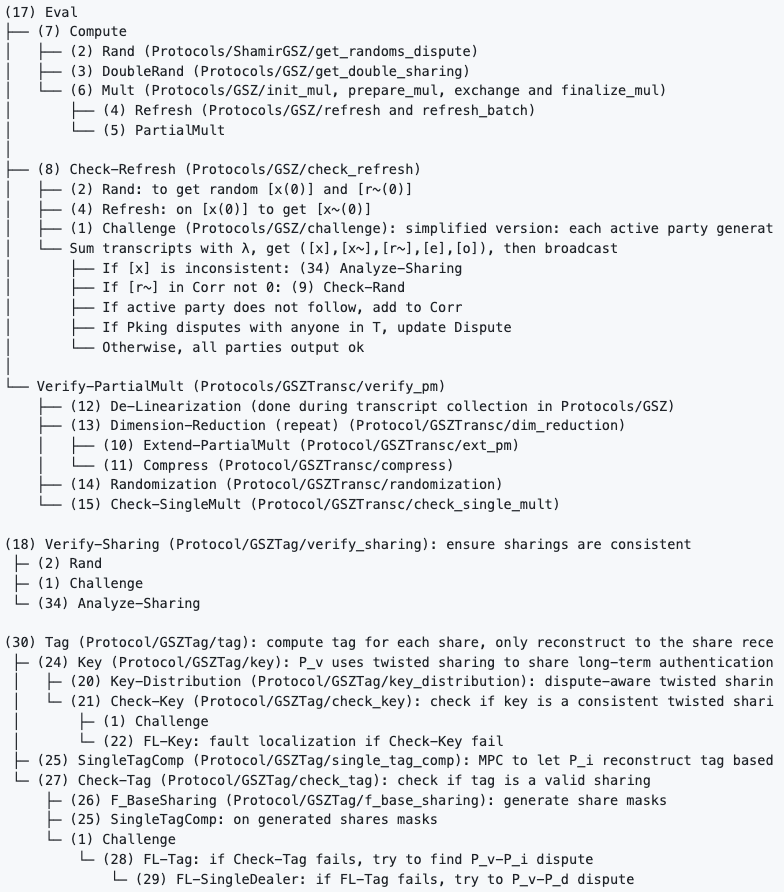 (17) Eval
├── (7) Compute
│   ├── (2) Rand (Protocols/ShamirGSZ/get_randoms_dispute)
│   ├── (3) DoubleRand (Protocols/GSZ/get_double_sharing)
│   └── (6) Mult (Protocols/GSZ/init_mul, prepare_mul, exchange and finalize_mul)
│       ├── (4) Refresh (Protocols/GSZ/refresh and refresh_batch)
│       └── (5) PartialMult
│
├── (8) Check-Refresh (Protocols/GSZ/check_refresh)
│   ├── (2) Rand: to get random [x(0)] and [r~(0)]
│   ├── (4) Refresh: on [x(0)] to get [x~(0)]
│   ├── (1) Challenge (Protocols/GSZ/challenge): simplified version: each active party generat
│   └── Sum transcripts with λ, get ([x],[x~],[r~],[e],[o]), then broadcast
│       ├── If [x] is inconsistent: (34) Analyze-Sharing
│       ├── If [r~] in Corr not 0: (9) Check-Rand
│       ├── If active party does not follow, add to Corr
│       ├── If Pking disputes with anyone in T, update Dispute
│       └── Otherwise, all parties output ok
│
└── Verify-PartialMult (Protocols/GSZTransc/verify_pm)
    ├── (12) De-Linearization (done during transcript collection in Protocols/GSZ)
    ├── (13) Dimension-Reduction (repeat) (Protocol/GSZTransc/dim_reduction)
    │   ├── (10) Extend-PartialMult (Protocol/GSZTransc/ext_pm)
    │   └── (11) Compress (Protocol/GSZTransc/compress)
    ├── (14) Randomization (Protocol/GSZTransc/randomization)
    └── (15) Check-SingleMult (Protocol/GSZTransc/check_single_mult)

(18) Verify-Sharing (Protocol/GSZTag/verify_sharing): ensure sharings are consistent
 ├─ (2) Rand
 ├─ (1) Challenge
 └─ (34) Analyze-Sharing

(30) Tag (Protocol/GSZTag/tag): compute tag for each share, only reconstruct to the share rece
 ├─ (24) Key (Protocol/GSZTag/key): P_v uses twisted sharing to share long-term authentication
 │   ├─ (20) Key-Distribution (Protocol/GSZTag/key_distribution): dispute-aware twisted sharin
 │   └─ (21) Check-Key (Protocol/GSZTag/check_key): check if key is a consistent twisted shari
 │       ├─ (1) Challenge
 │       └─ (22) FL-Key: fault localization if Check-Key fail
 ├─ (25) SingleTagComp (Protocol/GSZTag/single_tag_comp): MPC to let P_i reconstruct tag based
 └─ (27) Check-Tag (Protocol/GSZTag/check_tag): check if tag is a valid sharing
     ├─ (26) F_BaseSharing (Protocol/GSZTag/f_base_sharing): generate share masks
     ├─ (25) SingleTagComp: on generated shares masks
     └─ (1) Challenge
         └─ (28) FL-Tag: if Check-Tag fails, try to find P_v-P_i dispute
             └─ (29) FL-SingleDealer: if FL-Tag fails, try to P_v-P_d dispute